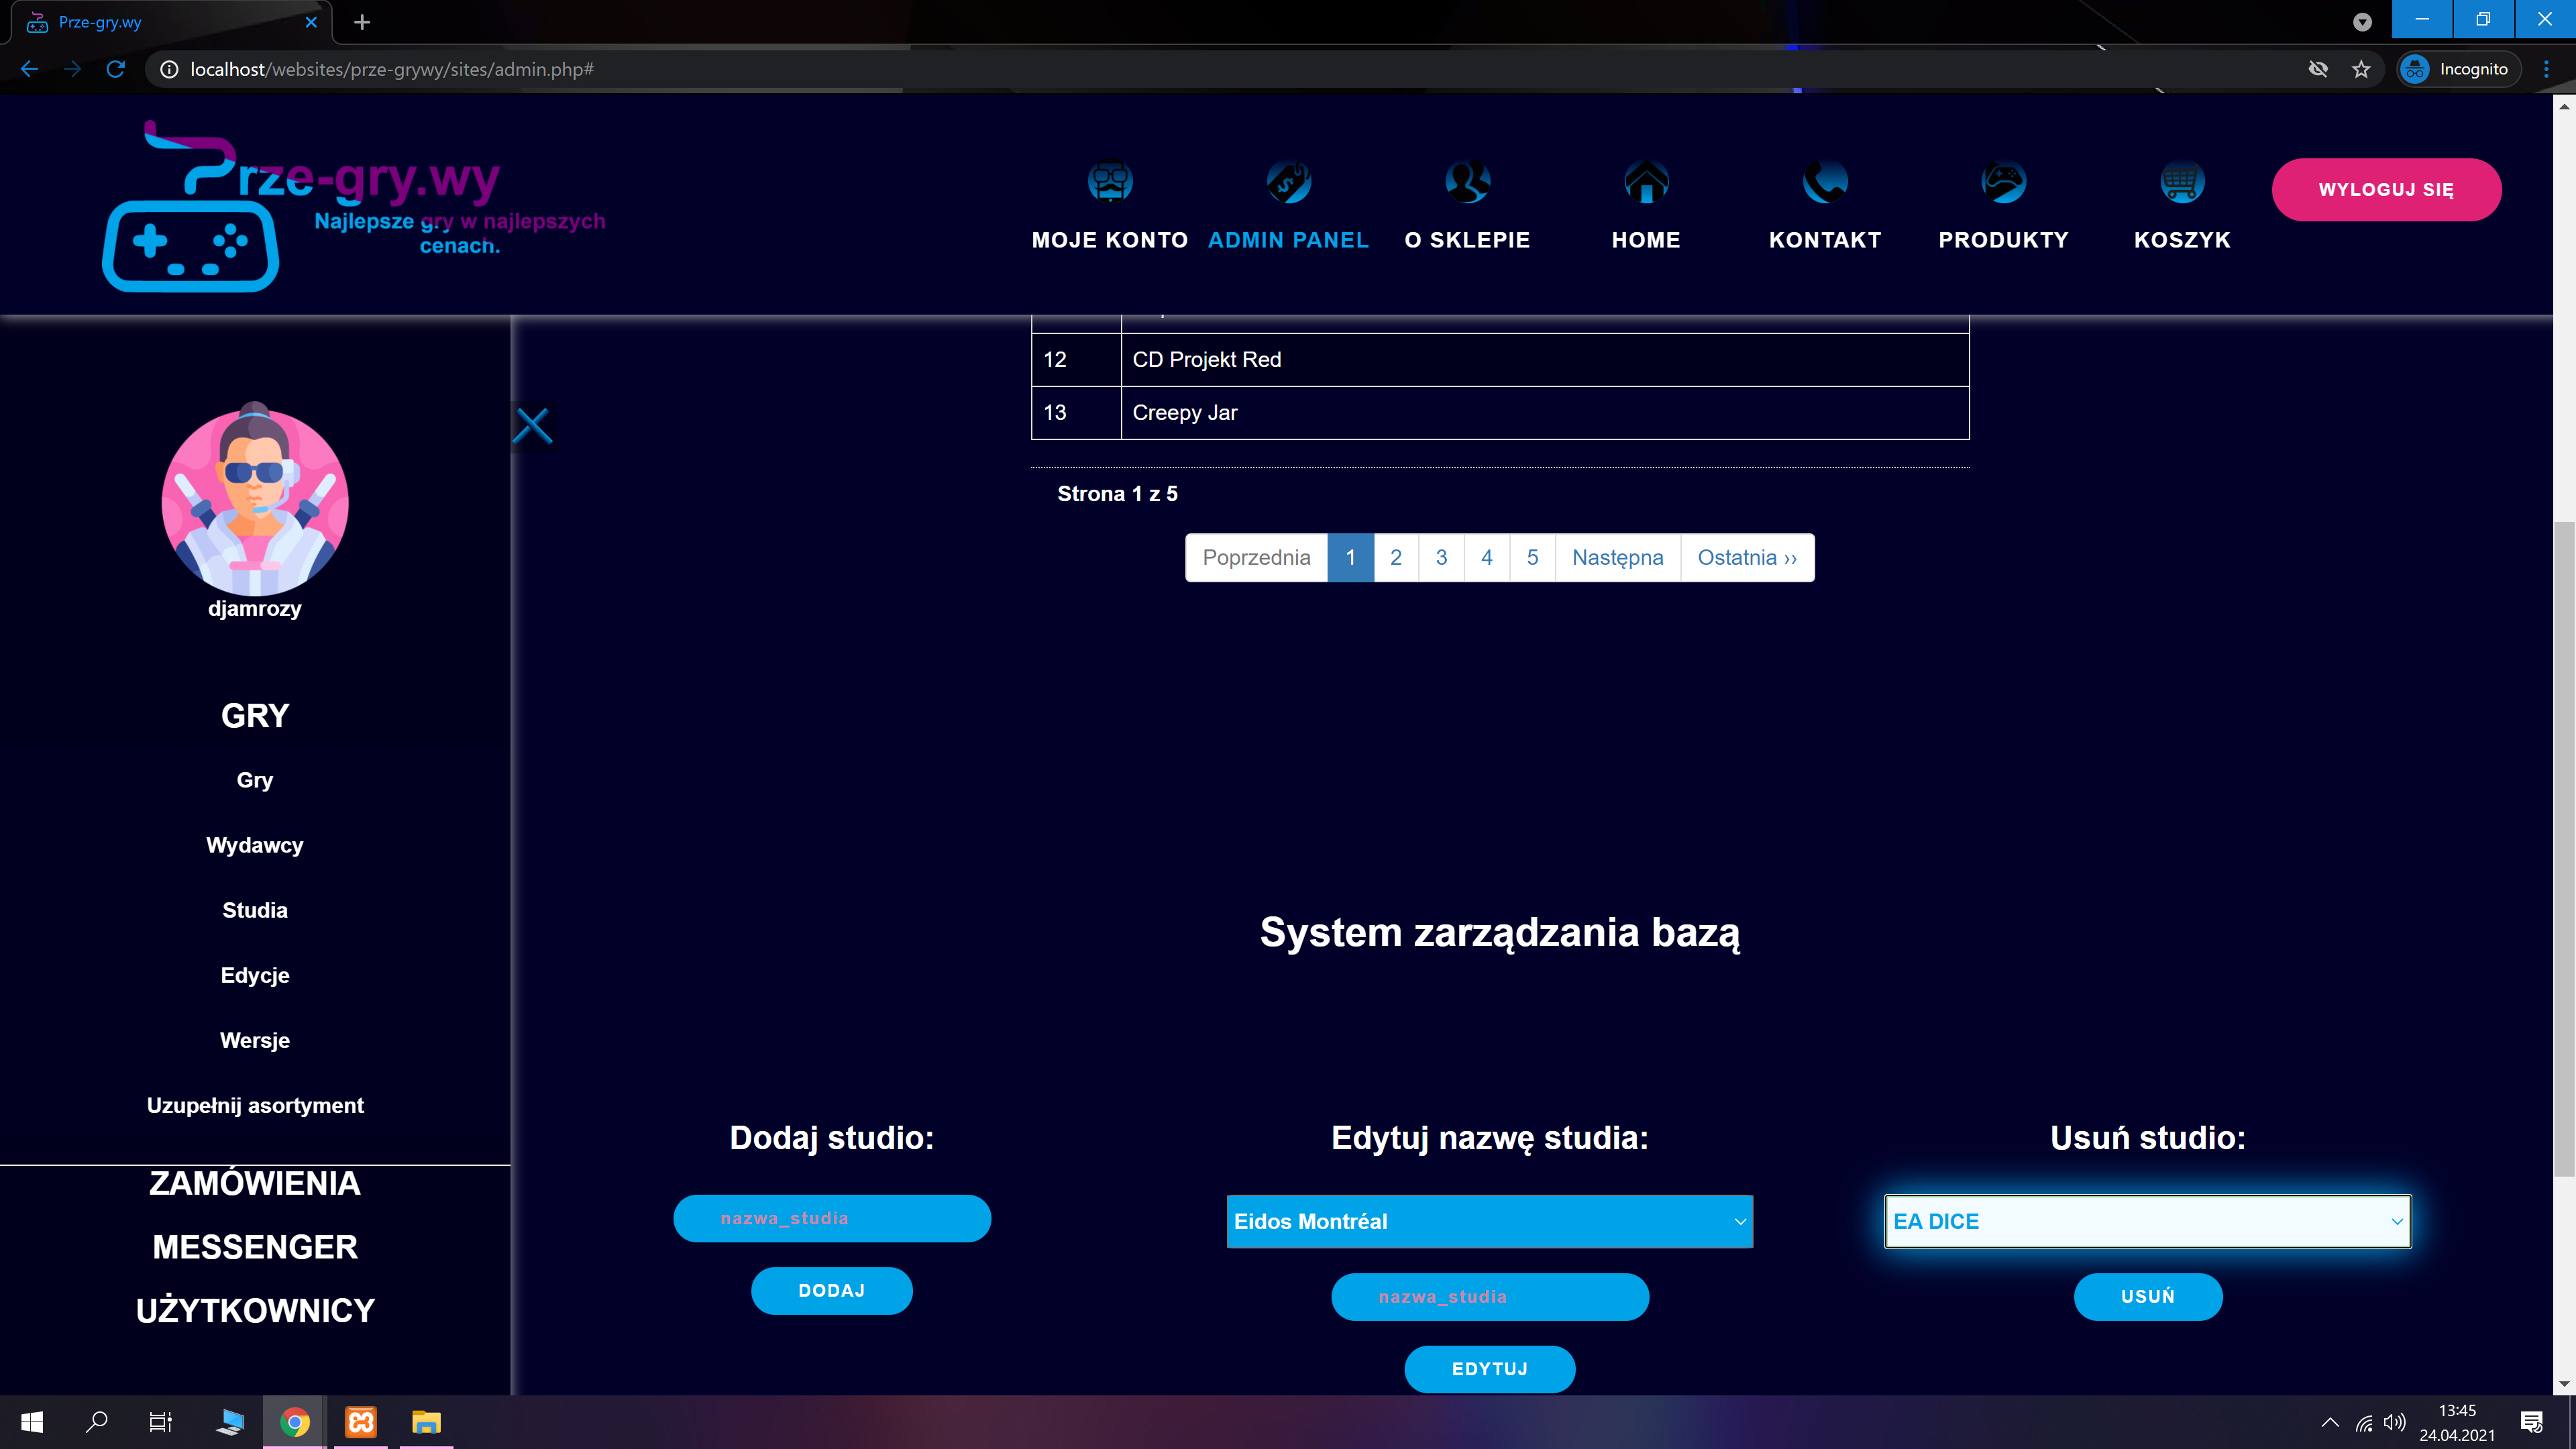 Prze-gry.wy
localhost/websites/prze-grywy/sites/admin.php#
Incognito
rze-gry.wy
Najlepsze gry w najlepszych
cenach.
MOJE KONTO
ADMIN PANEL
O SKLEPIE
HOME
KONTAKT
PRODUKTY
KOSZYK
WYLOGUJ SIĘ
12 CD Projekt Red
13 Creepy Jar
Strona 1 z 5
Poprzednia 1 2 3 4 5 Następna Ostatnia ››
djamrozy
GRY
Gry
Wydawcy
Studia
Edycje
Wersje
Uzupełnij asortyment
ZAMÓWIENIA
MESSENGER
UŻYTKOWNICY
System zarządzania bazą
Dodaj studio:
nazwa_studia
DODAJ
Edytuj nazwę studia:
Eidos Montréal
nazwa_studia
EDYTUJ
Usuń studio:
EA DICE
USUŃ
13:45
24.04.2021